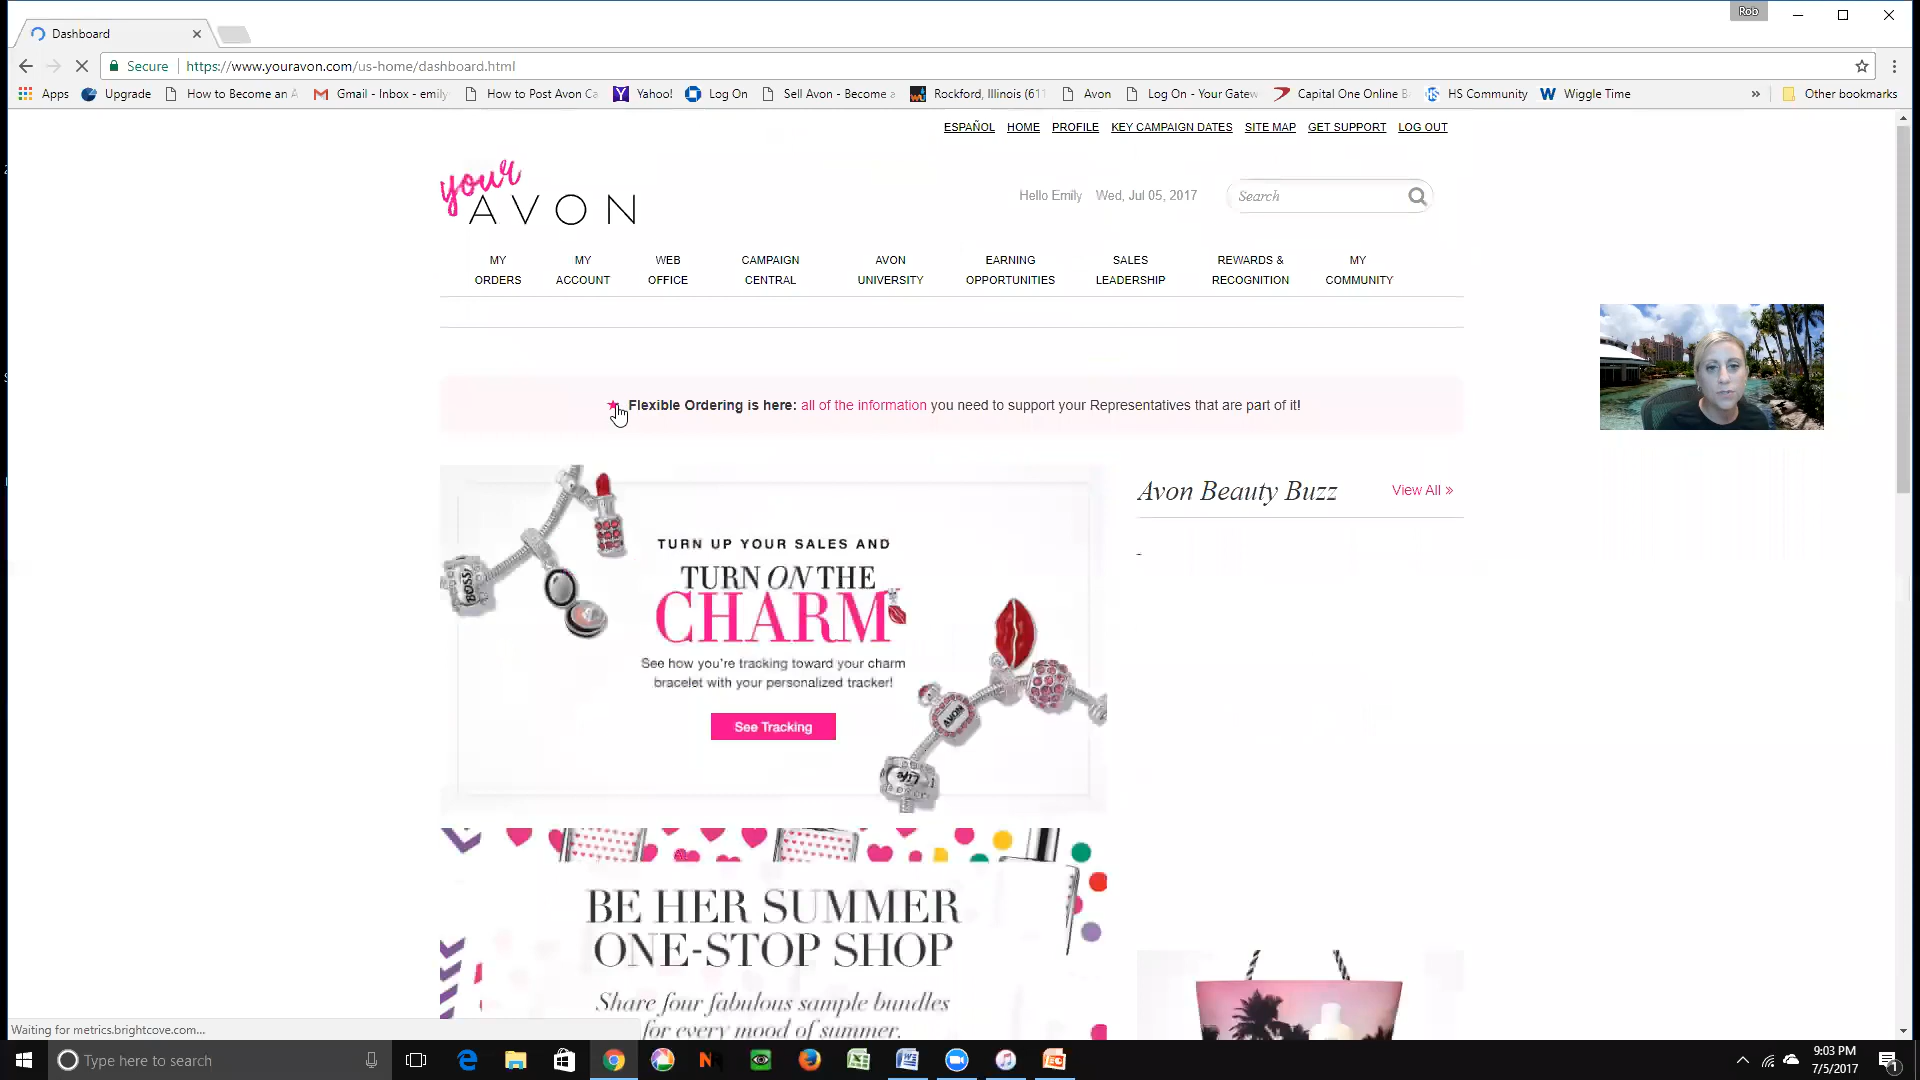 Rob
Dashboard
Secure https://www.youravon.com/us-home/dashboard.html
Apps Upgrade How to Become an A Gmail - Inbox - emily How to Post Avon Ca Yahoo! Log On Sell Avon - Become a Rockford, Illinois (611 Avon Log On - Your Gatew Capital One Online B HS Community Wiggle Time » Other bookmarks
ESPAÑOL HOME PROFILE KEY CAMPAIGN DATES SITE MAP GET SUPPORT LOG OUT
your
AVON
Hello Emily Wed, Jul 05, 2017 Search
MY ORDERS
MY ACCOUNT
WEB OFFICE
CAMPAIGN CENTRAL
AVON UNIVERSITY
EARNING OPPORTUNITIES
SALES LEADERSHIP
REWARDS & RECOGNITION
MY COMMUNITY
Flexible Ordering is here: all of the information you need to support your Representatives that are part of it!
BOSS
TURN UP YOUR SALES AND
TURN ON THE
CHARM
See how you're tracking toward your charm
bracelet with your personalized tracker!
See Tracking
AVON
Avon Beauty Buzz View All »
BE HER SUMMER
ONE-STOP SHOP
Share four fabulous sample bundles
for every mood of summer.
Waiting for metrics.brightcove.com...
Type here to search
9:03 PM
7/5/2017
1